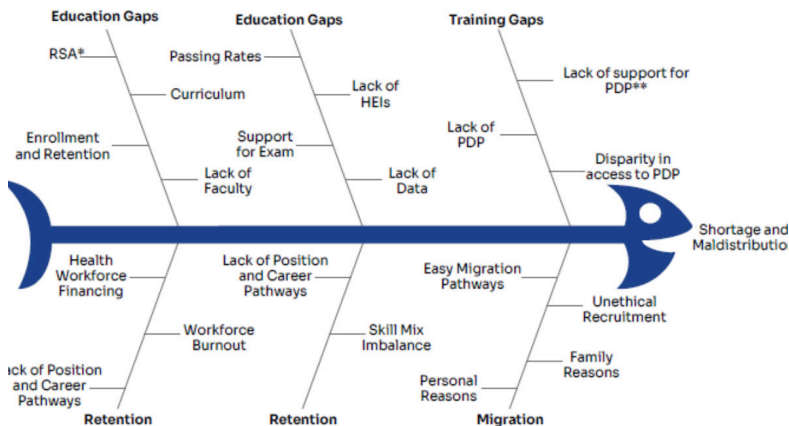 Education Gaps
Education Gaps
Training Gaps
RSA*
Passing Rates
Curriculum
Lack of
HEIs
Lack of support for
PDP**
Enrollment
and Retention
Support
for Exam
Lack of
PDP
Lack of
Faculty
Lack of
Data
Disparity in
access to PDP
Shortage and
Maldistribution
Health
Workforce
Financing
Lack of Position
and Career
Pathways
Easy Migration
Pathways
Unethical
Recruitment
Workforce
Burnout
Skill Mix
Imbalance
Family
Reasons
ack of Position
and Career
Pathways
Personal
Reasons
Retention
Retention
Migration